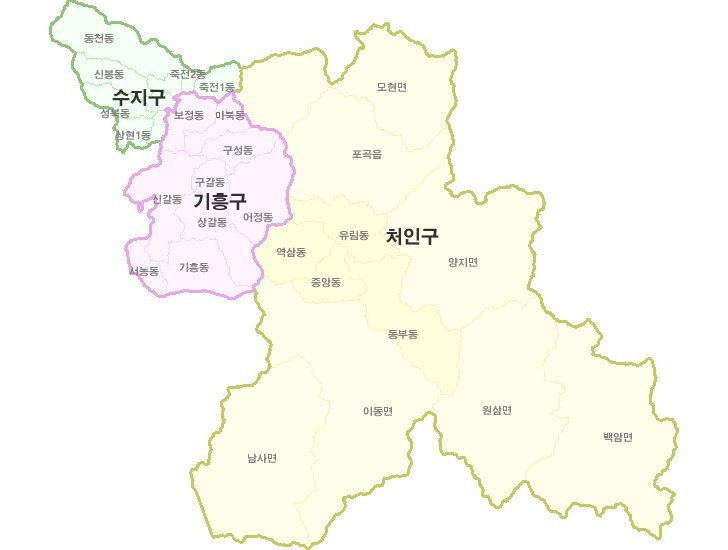 동천동
신봉동
죽전2동
죽전1동
수지구
성복동
상현1동
보정동
마북동
구성동
구갈동
신갈동
기흥구
상갈동
어정동
서농동
기흥동
모현면
포곡읍
유림동
처인구
역삼동
양지면
중앙동
동부동
이동면
원삼면
백암면
남사면